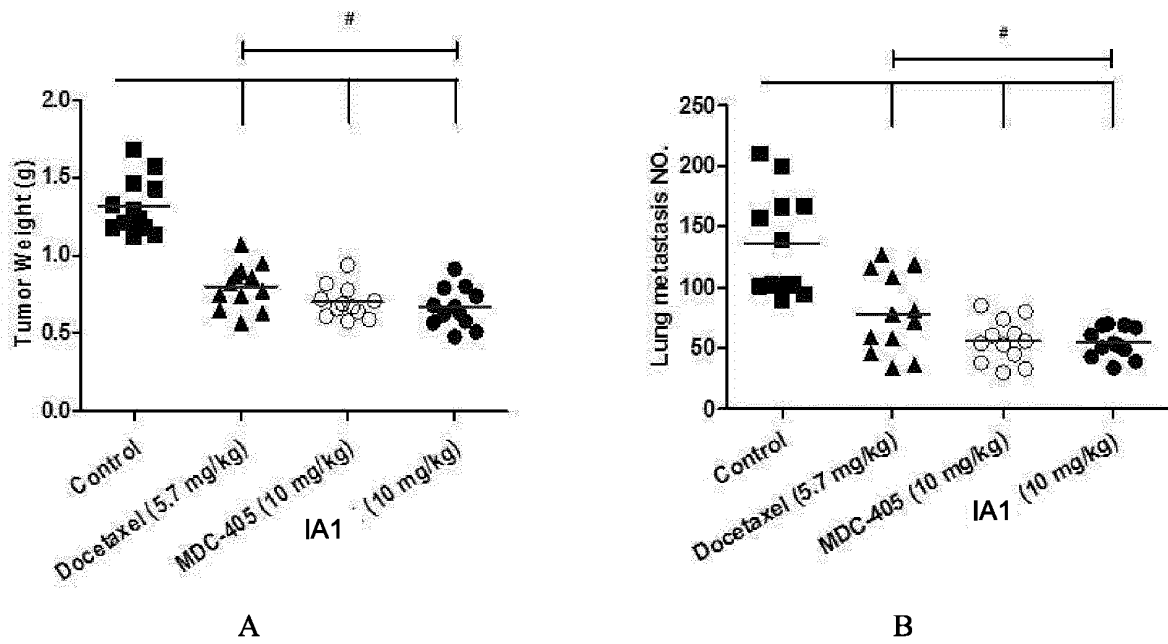 #
2.0
1.5
1.0
0.5
0.0
Tumor Weight (g)
Control
Docetaxel (5.7 mg/kg)
MDC-405 (10 mg/kg)
IA1 (10 mg/kg)
A
#
250
200
150
100
50
0
Lung metastasis NO.
Control
Docetaxel (5.7 mg/kg)
MDC-405 (10 mg/kg)
IA1 (10 mg/kg)
B